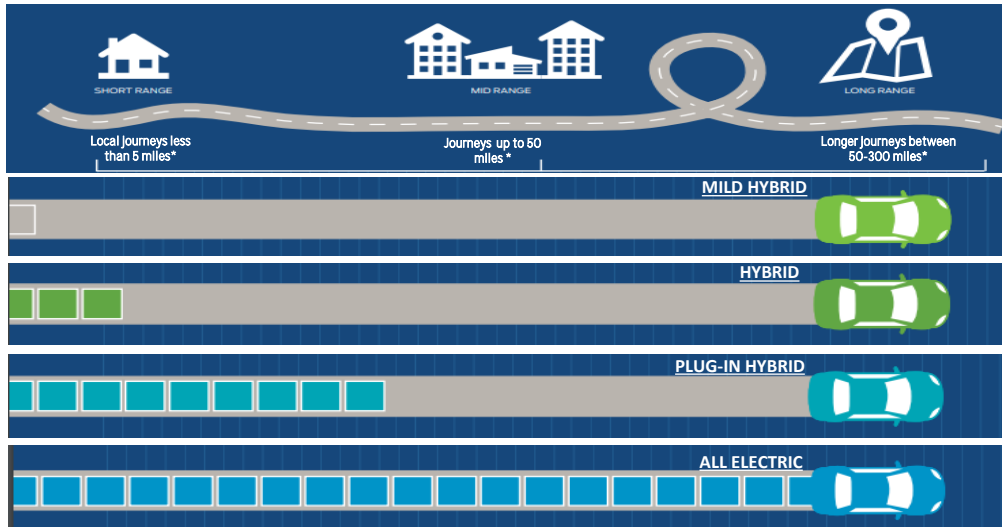 SHORT RANGE
MID RANGE
LONG RANGE
Local journeys less
than 5 miles*
Journeys up to 50
miles *
Longer journeys between
50-300 miles*
MILD HYBRID
HYBRID
PLUG-IN HYBRID
ALL ELECTRIC